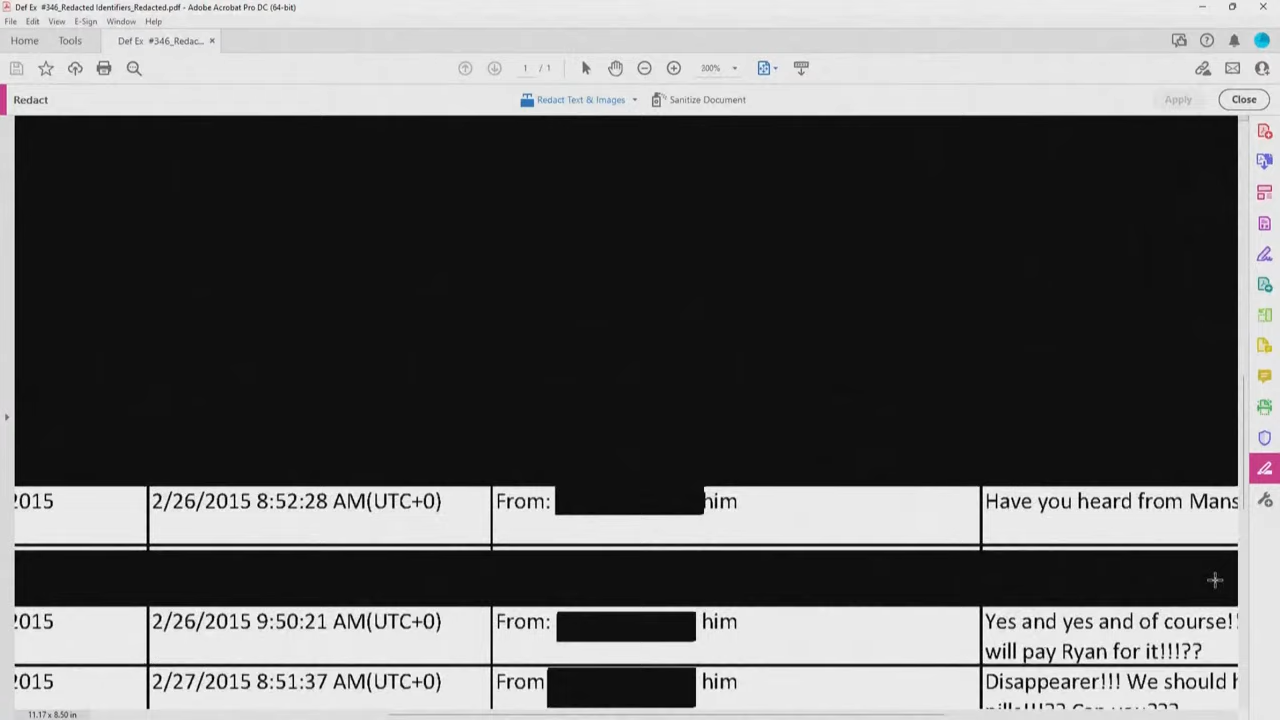 Def Ex #346_Redacted Identifiers_Redacted.pdf - Adobe Acrobat Pro DC (64-bit)
File Edit View E-Sign Window Help
Home Tools Def Ex #346_Redac... ×
1 / 1 200%
Redact Redact Text & Images Sanitize Document Apply Close
2015 2/26/2015 8:52:28 AM(UTC+0) From: him Have you heard from Mans
2015 2/26/2015 9:50:21 AM(UTC+0) From: him Yes and yes and of course!
will pay Ryan for it!!!??
2015 2/27/2015 8:51:37 AM(UTC+0) From him Disappearer!!! We should h
11.17 x 8.50 in